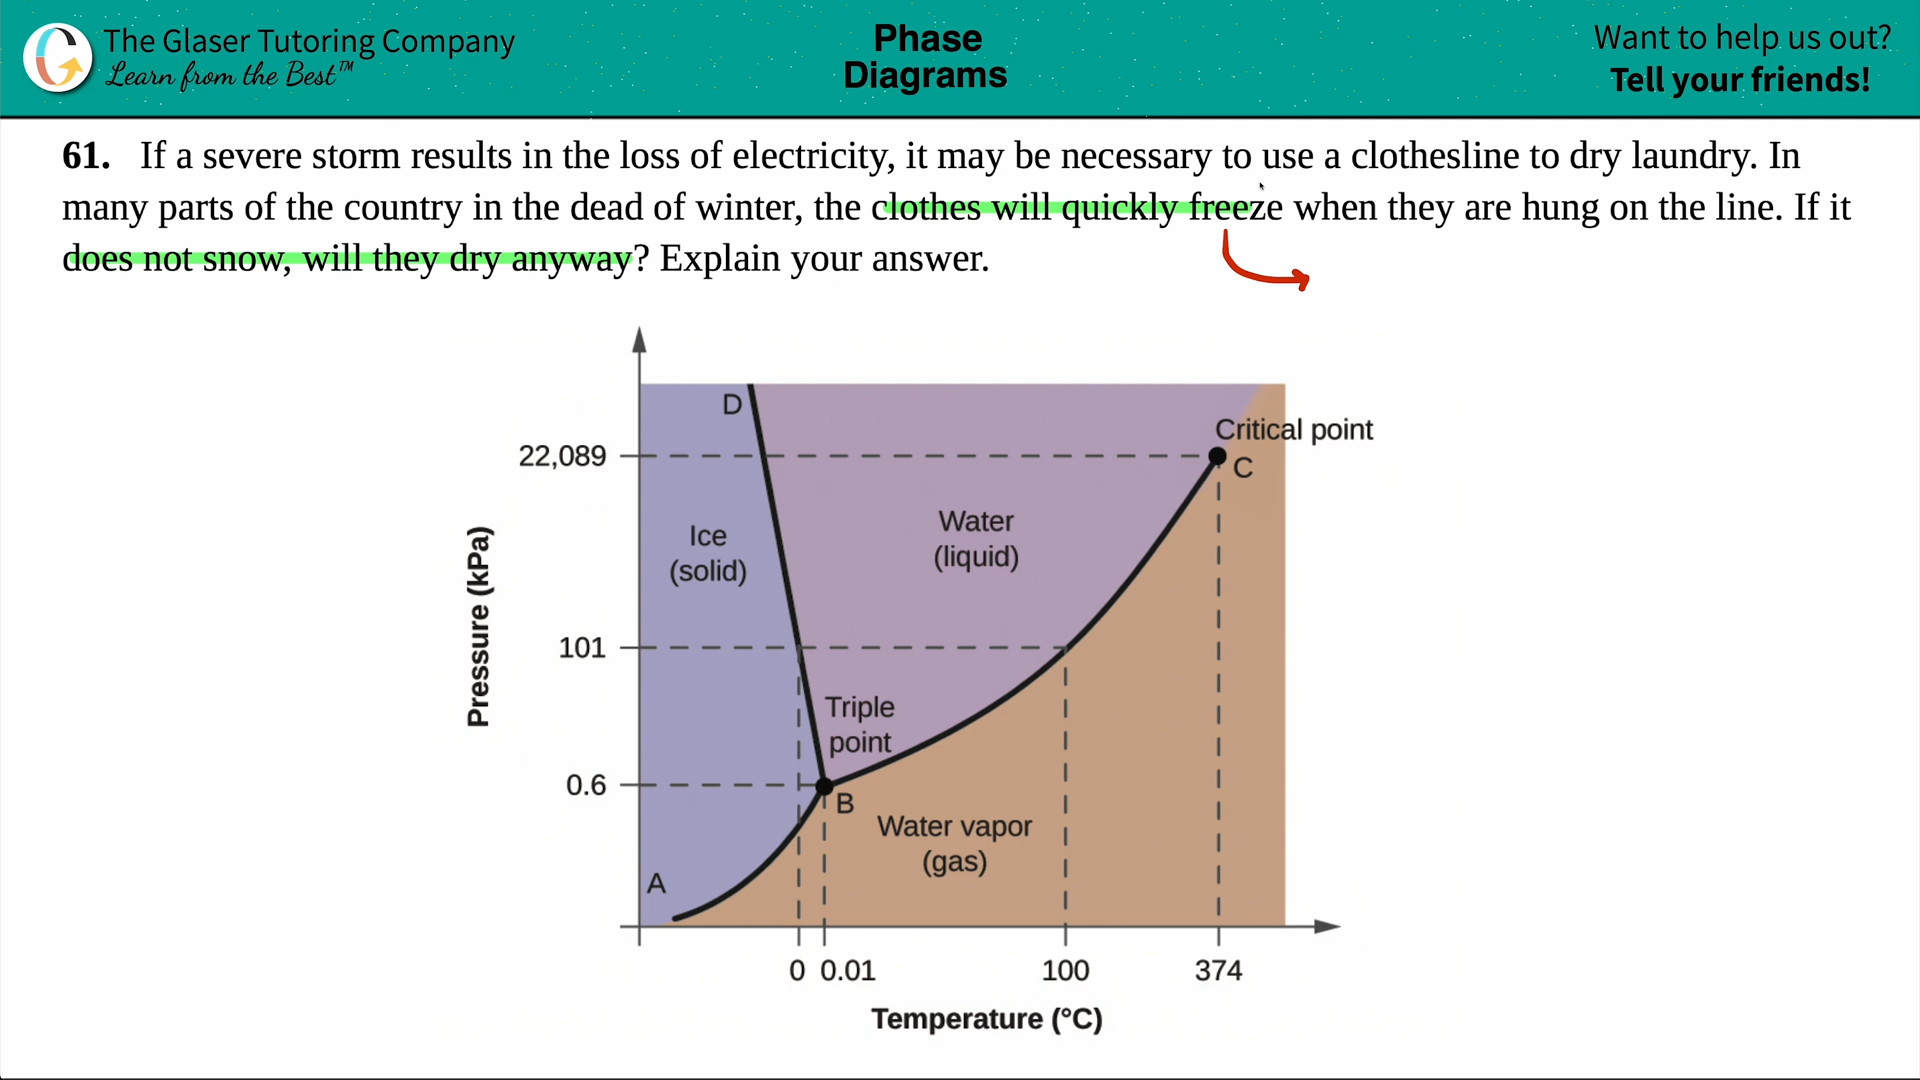 The Glaser Tutoring Company
Learn from the Best™
Phase
Diagrams
Want to help us out?
Tell your friends!
61. If a severe storm results in the loss of electricity, it may be necessary to use a clothesline to dry laundry. In
many parts of the country in the dead of winter, the clothes will quickly freeze when they are hung on the line. If it
does not snow, will they dry anyway? Explain your answer.
D
Critical point
22,089
C
Ice
(solid)
Water
(liquid)
Pressure (kPa)
101
Triple
point
0.6
B
Water vapor
(gas)
A
0 0.01 100 374
Temperature (°C)